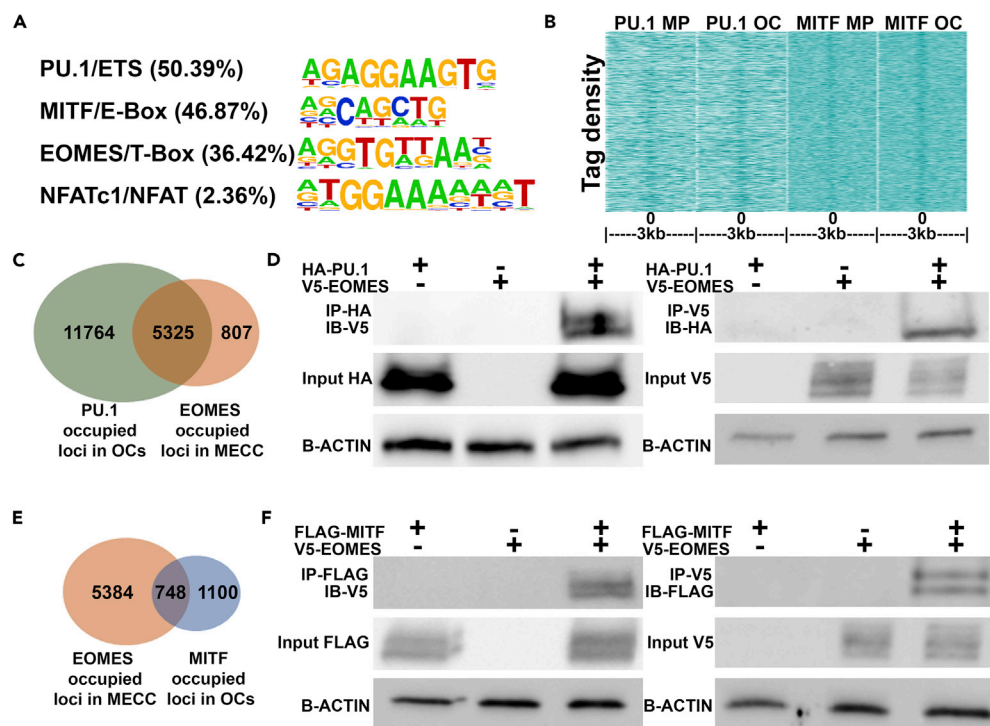 A
PU.1/ETS (50.39%)
MITF/E-Box (46.87%)
EOMES/T-Box (36.42%)
NFATc1/NFAT (2.36%)
B
PU.1 MP PU.1 OC MITF MP MITF OC
Tag density
0 0 0 0
|-----3kb-----|-----3kb-----|-----3kb-----|-----3kb-----|
C
11764 5325 807
PU.1
occupied
loci in OCs
EOMES
occupied
loci in MECC
D
HA-PU.1 + - +
V5-EOMES - + +
IP-HA
IB-V5
Input HA
B-ACTIN
HA-PU.1 + - +
V5-EOMES - + +
IP-V5
IB-HA
Input V5
B-ACTIN
E
5384 748 1100
EOMES
occupied
loci in MECC
MITF
occupied
loci in OCs
F
FLAG-MITF + - +
V5-EOMES - + +
IP-FLAG
IB-V5
Input FLAG
B-ACTIN
FLAG-MITF + - +
V5-EOMES - + +
IP-V5
IB-FLAG
Input V5
B-ACTIN